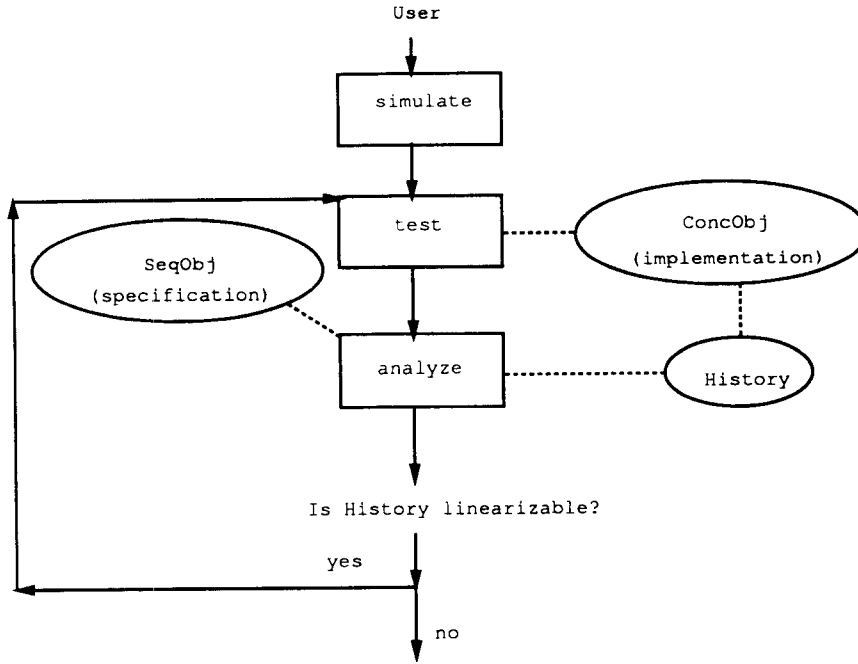 User
simulate
test
ConcObj
(implementation)
SeqObj
(specification)
analyze
History
Is History linearizable?
yes
no